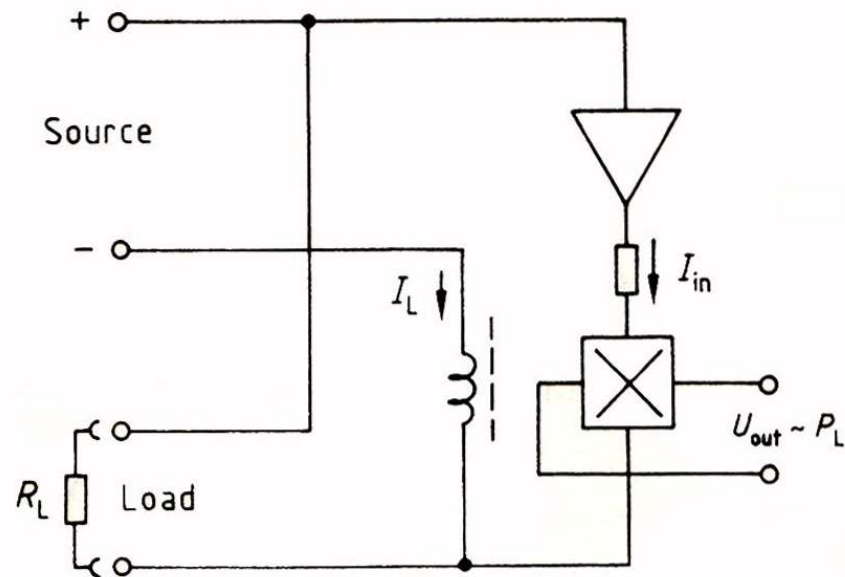 +
Source
-
I_L
I_in
U_out ~ P_L
R_L Load